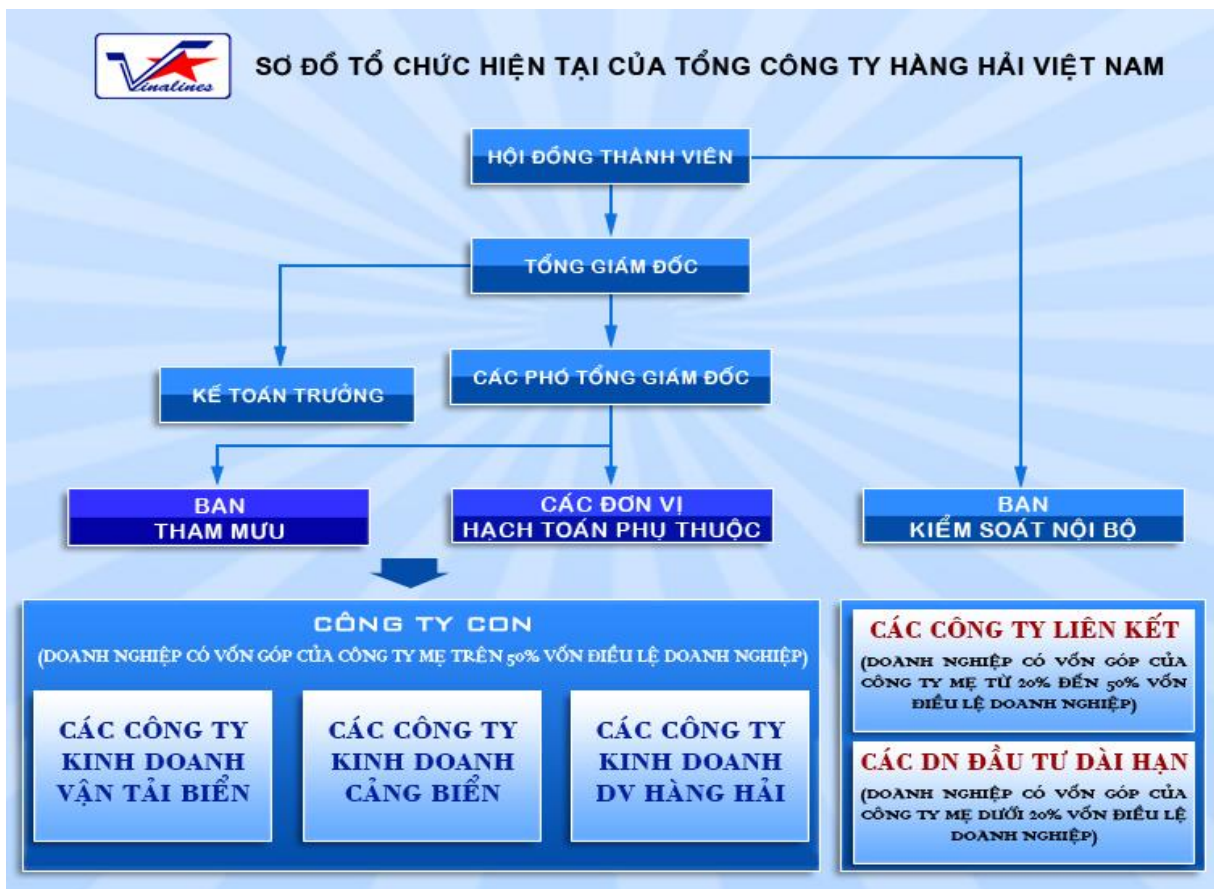 Vinalines
SƠ ĐỒ TỔ CHỨC HIỆN TẠI CỦA TỔNG CÔNG TY HÀNG HẢI VIỆT NAM
HỘI ĐỒNG THÀNH VIÊN
TỔNG GIÁM ĐỐC
KẾ TOÁN TRƯỞNG
CÁC PHÓ TỔNG GIÁM ĐỐC
BAN
THAM MƯU
CÁC ĐƠN VỊ
HẠCH TOÁN PHỤ THUỘC
BAN
KIỂM SOÁT NỘI BỘ
CÔNG TY CON
(DOANH NGHIỆP CÓ VỐN GÓP CỦA CÔNG TY MẸ TRÊN 50% VỐN ĐIỀU LỆ DOANH NGHIỆP)
CÁC CÔNG TY
KINH DOANH
VẬN TẢI BIỂN
CÁC CÔNG TY
KINH DOANH
CẢNG BIỂN
CÁC CÔNG TY
KINH DOANH
DV HÀNG HẢI
CÁC CÔNG TY LIÊN KẾT
(DOANH NGHIỆP CÓ VỐN GÓP CỦA
CÔNG TY MẸ TỪ 20% ĐẾN 50% VỐN
ĐIỀU LỆ DOANH NGHIỆP)
CÁC DN ĐẦU TƯ DÀI HẠN
(DOANH NGHIỆP CÓ VỐN GÓP CỦA
CÔNG TY MẸ DƯỚI 20% VỐN ĐIỀU LỆ
DOANH NGHIỆP)